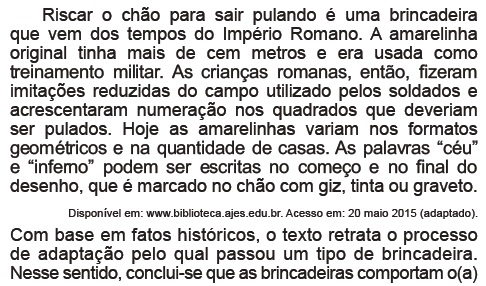 Riscar o chão para sair pulando é uma brincadeira
que vem dos tempos do Império Romano. A amarelinha
original tinha mais de cem metros e era usada como
treinamento militar. As crianças romanas, então, fizeram
imitações reduzidas do campo utilizado pelos soldados e
acrescentaram numeração nos quadrados que deveriam
ser pulados. Hoje as amarelinhas variam nos formatos
geométricos e na quantidade de casas. As palavras “céu”
e “inferno” podem ser escritas no começo e no final do
desenho, que é marcado no chão com giz, tinta ou graveto.
Disponível em: www.biblioteca.ajes.edu.br. Acesso em: 20 maio 2015 (adaptado).
Com base em fatos históricos, o texto retrata o processo
de adaptação pelo qual passou um tipo de brincadeira.
Nesse sentido, conclui-se que as brincadeiras comportam o(a)